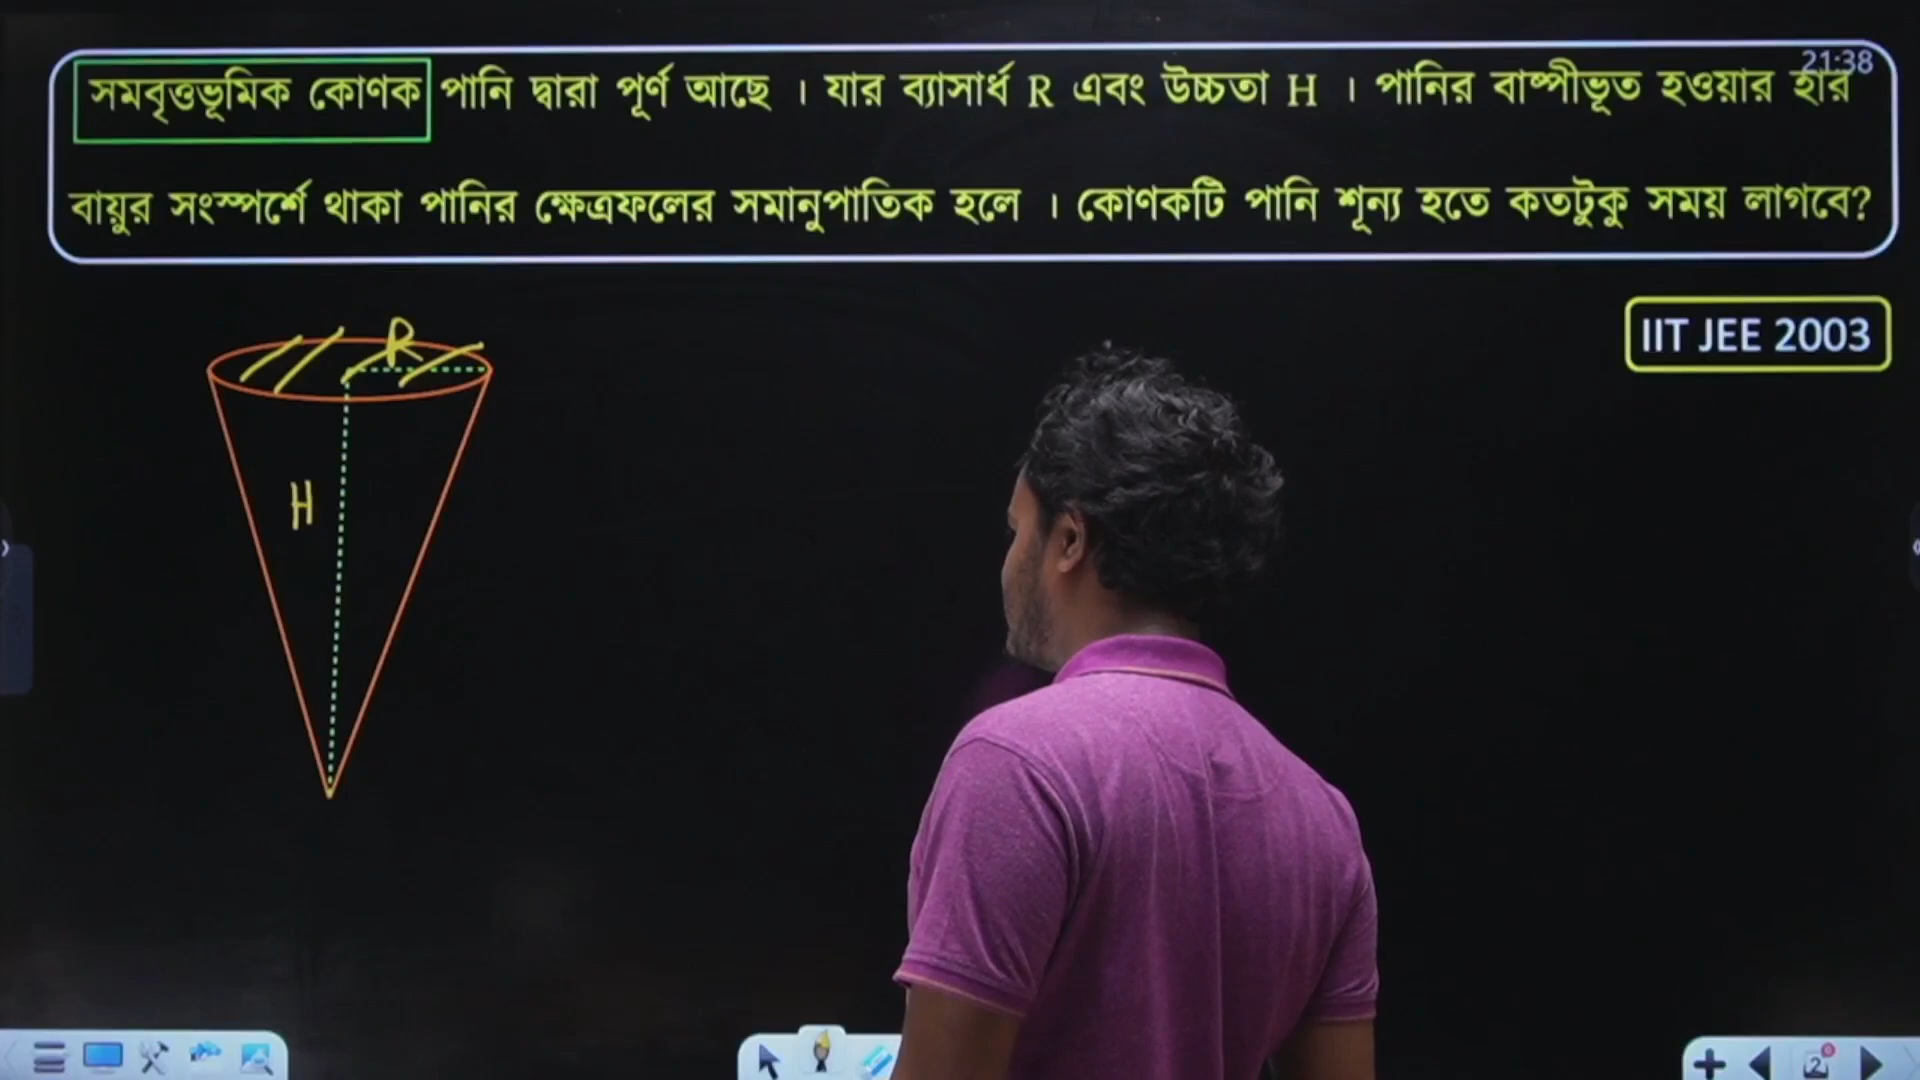 21:38
সমবৃত্তভূমিক কোণক পানি দ্বারা পূর্ণ আছে । যার ব্যাসার্ধ R এবং উচ্চতা H । পানির বাষ্পীভূত হওয়ার হার
বায়ুর সংস্পর্শে থাকা পানির ক্ষেত্রফলের সমানুপাতিক হলে । কোণকটি পানি শূন্য হতে কতটুকু সময় লাগবে?
IIT JEE 2003
R
H
2